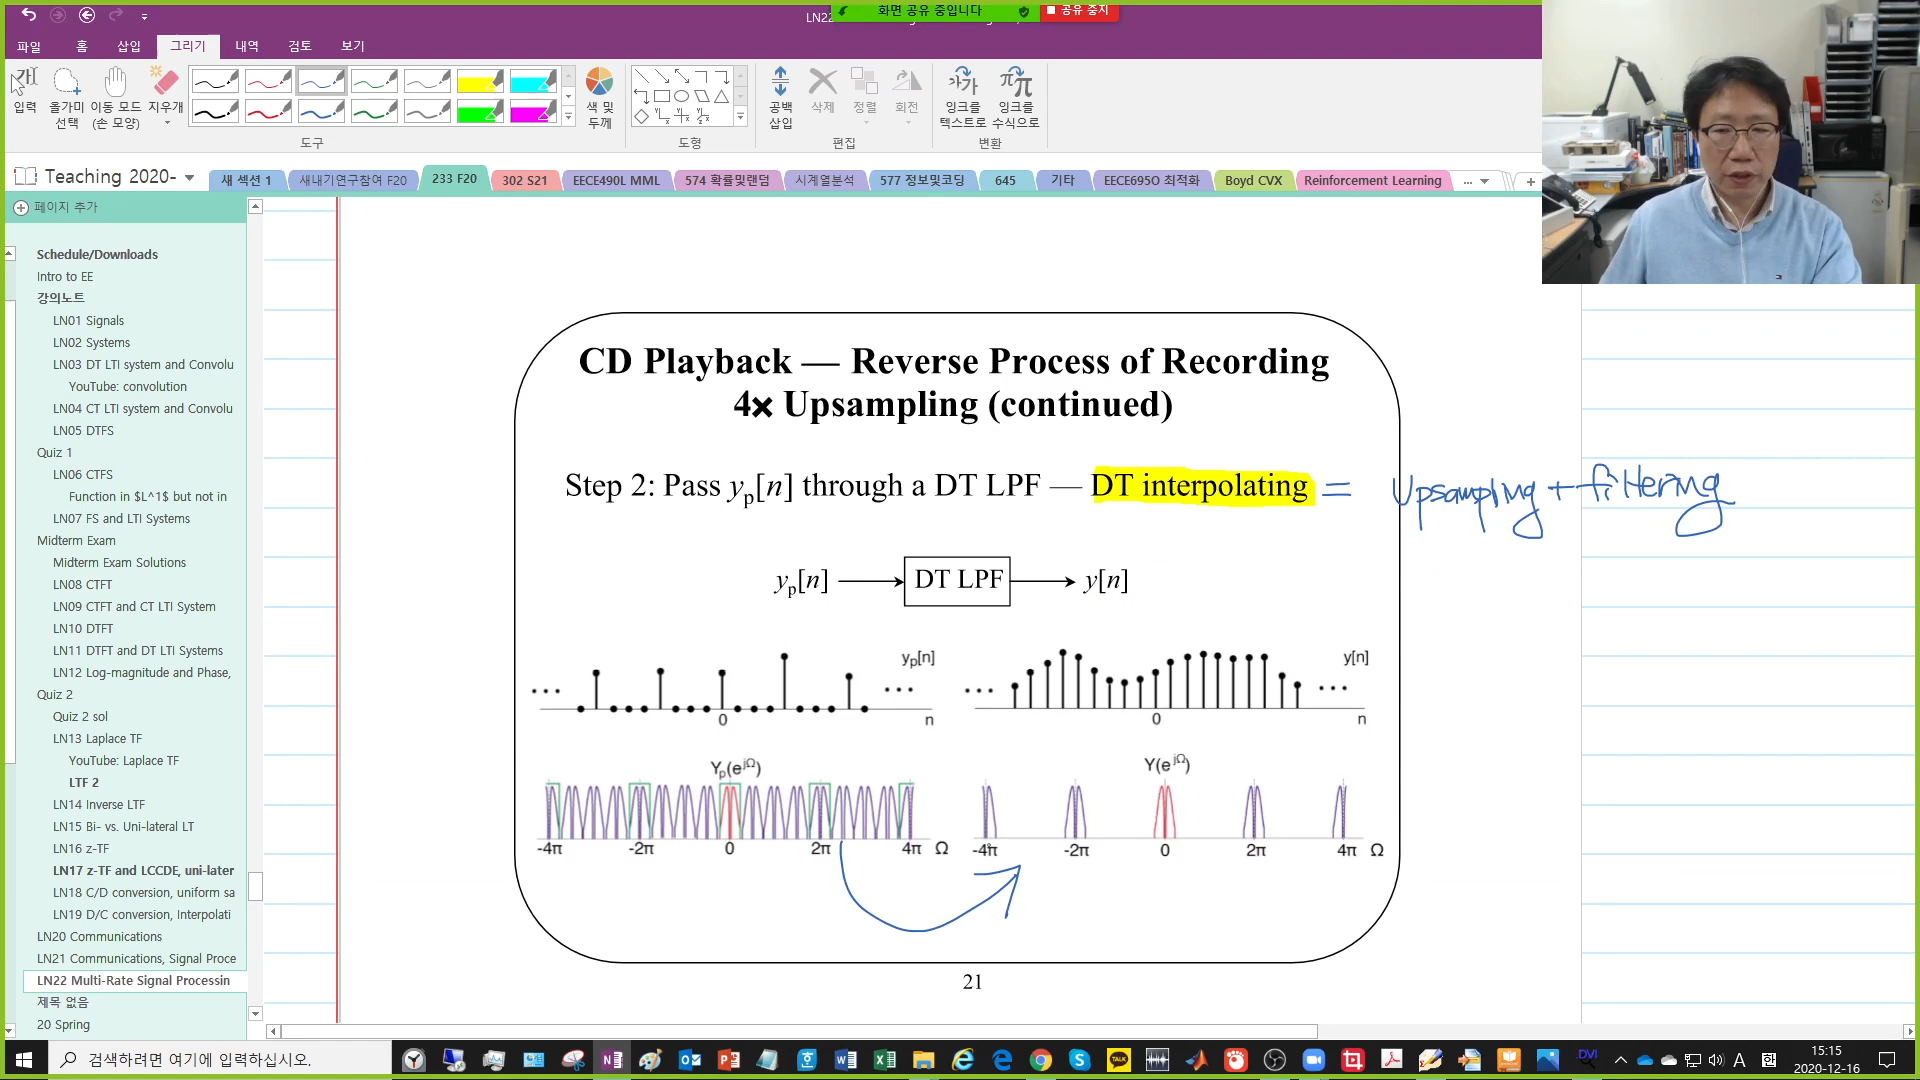 LN22
화면 공유 중입니다
공유 중지
파일 홈 삽입 그리기 내역 검토 보기
입력 올가미 선택 이동 모드 (손 모양) 지우개
색 및 두께
공백 삽입 삭제 정렬 회전
잉크를 텍스트로 잉크를 수식으로
도구 도형 편집 변환
Teaching 2020- 새 섹션 1 새내기연구참여 F20 233 F20 302 S21 EECE490L MML 574 확률및랜덤 시계열분석 577 정보및코딩 645 기타 EECE695O 최적화 Boyd CVX Reinforcement Learning ...
페이지 추가
Schedule/Downloads
Intro to EE
강의노트
LN01 Signals
LN02 Systems
LN03 DT LTI system and Convolu
YouTube: convolution
LN04 CT LTI system and Convolu
LN05 DTFS
Quiz 1
LN06 CTFS
Function in $L^1$ but not in
LN07 FS and LTI Systems
Midterm Exam
Midterm Exam Solutions
LN08 CTFT
LN09 CTFT and CT LTI System
LN10 DTFT
LN11 DTFT and DT LTI Systems
LN12 Log-magnitude and Phase,
Quiz 2
Quiz 2 sol
LN13 Laplace TF
YouTube: Laplace TF
LTF 2
LN14 Inverse LTF
LN15 Bi- vs. Uni-lateral LT
LN16 z-TF
LN17 z-TF and LCCDE, uni-later
LN18 C/D conversion, uniform sa
LN19 D/C conversion, Interpolati
LN20 Communications
LN21 Communications, Signal Proce
LN22 Multi-Rate Signal Processin
제목 없음
20 Spring
CD Playback — Reverse Process of Recording
4× Upsampling (continued)
Step 2: Pass yp[n] through a DT LPF — DT interpolating = Upsampling + filtering
yp[n] DT LPF y[n]
yp[n] ... ... 0 n
y[n] ... ... 0 n
Yp(e^jΩ) -4π -2π 0 2π 4π Ω
Y(e^jΩ) -4π -2π 0 2π 4π Ω
21
검색하려면 여기에 입력하십시오.
TALK
DVI
A 한
15:15
2020-12-16